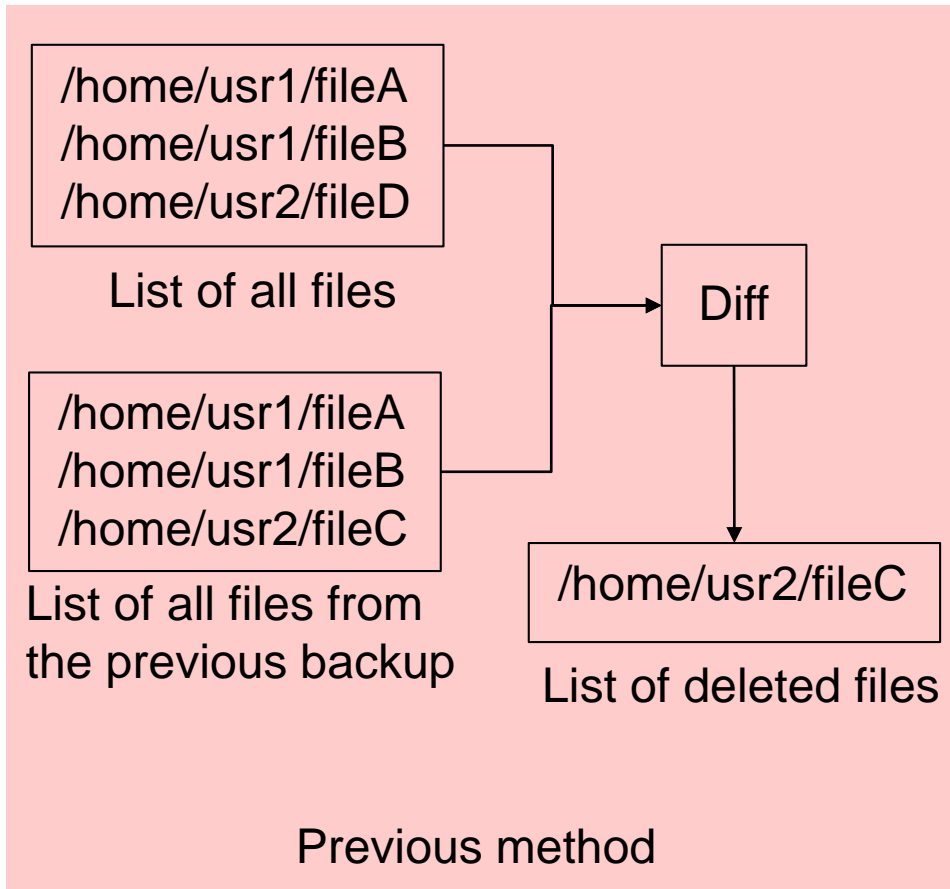 /home/usr1/fileA
/home/usr1/fileB
/home/usr2/fileD
List of all files
/home/usr1/fileA
/home/usr1/fileB
/home/usr2/fileC
List of all files from
the previous backup
Diff
/home/usr2/fileC
List of deleted files
Previous method